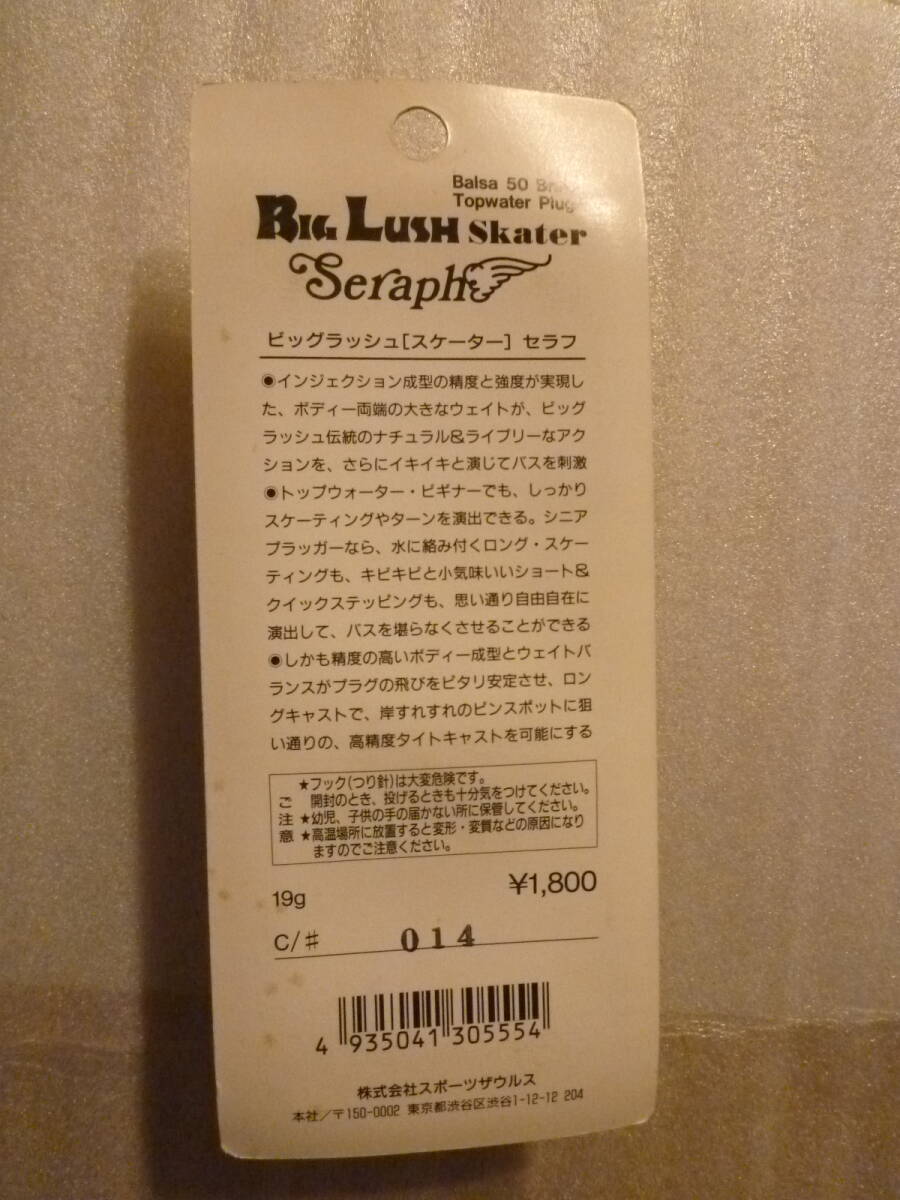 Balsa 50
Topwater Plug
BIG LUSH Skater
Seraph
ビッグラッシュ[スケーター] セラフ
◉インジェクション成型の精度と強度が実現し
た、ボディー両端の大きなウェイトが、ビッグ
ラッシュ伝統のナチュラル&ライブリーなアク
ションを、さらにイキイキと演じてバスを刺激
◉トップウォーター・ビギナーでも、しっかり
スケーティングやターンを演出できる。シニア
プラッガーなら、水に絡み付くロング・スケー
ティングも、キビキビと小気味いいショート&
クイックステッピングも、思い通り自由自在に
演出して、バスを堪らなくさせることができる
◉しかも精度の高いボディー成型とウェイトバ
ランスがプラグの飛びをピタリ安定させ、ロン
グキャストで、岸すれすれのピンスポットに狙
い通りの、高精度タイトキャストを可能にする
ご注意
★フック(つり針)は大変危険です。
開封のとき、投げるときも十分気をつけてください。
★幼児、子供の手の届かない所に保管してください。
★高温場所に放置すると変形・変質などの原因になり
ますのでご注意ください。
19g ¥1,800
C/# 014
4 935041 305554
株式会社スポーツザウルス
本社/〒150-0002 東京都渋谷区渋谷1-12-12 204